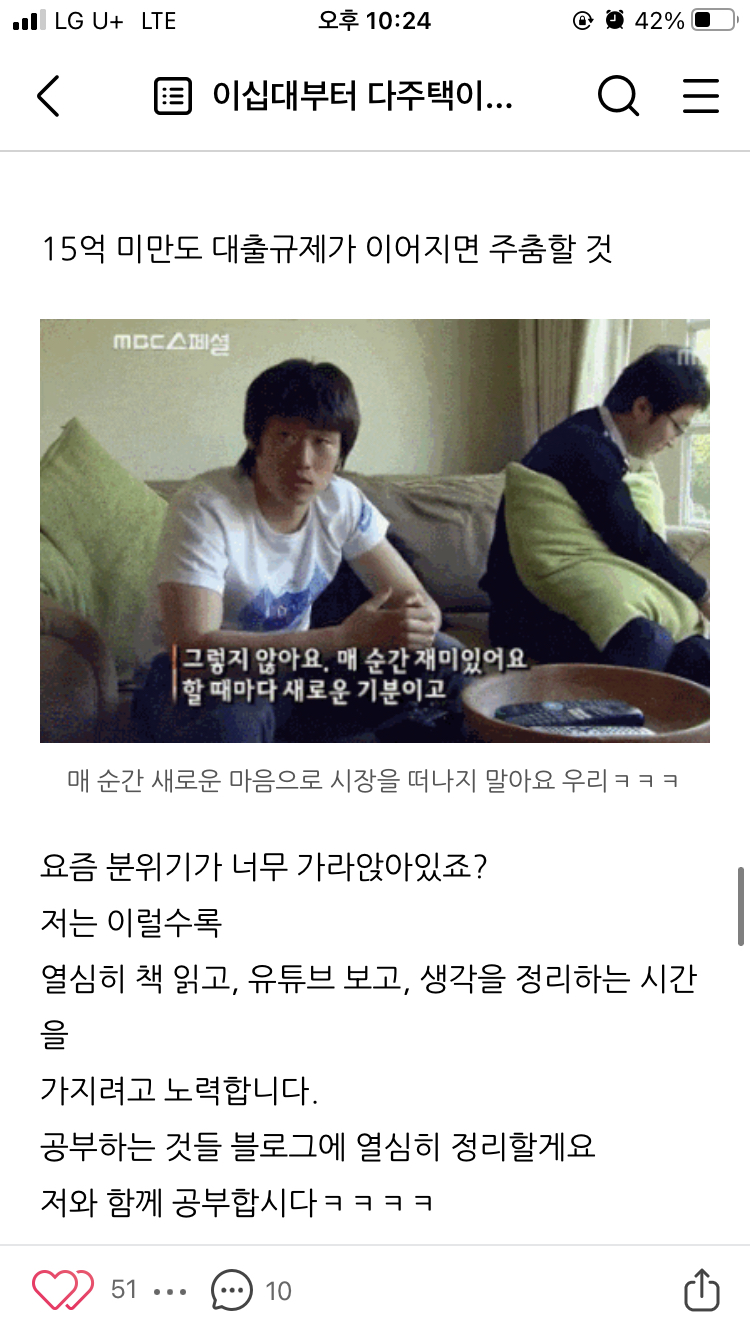 LG U+ LTE 오후 10:24 42%
이십대부터 다주택이...
15억 미만도 대출규제가 이어지면 주춤할 것
MBC스페셜
m
그렇지 않아요. 매 순간 재미있어요
할 때마다 새로운 기분이고
매 순간 새로운 마음으로 시장을 떠나지 말아요 우리ㅋㅋㅋ
요즘 분위기가 너무 가라앉아있죠?
저는 이럴수록
열심히 책 읽고, 유튜브 보고, 생각을 정리하는 시간
을
가지려고 노력합니다.
공부하는 것들 블로그에 열심히 정리할게요
저와 함께 공부합시다ㅋㅋㅋㅋ
51 ... 10